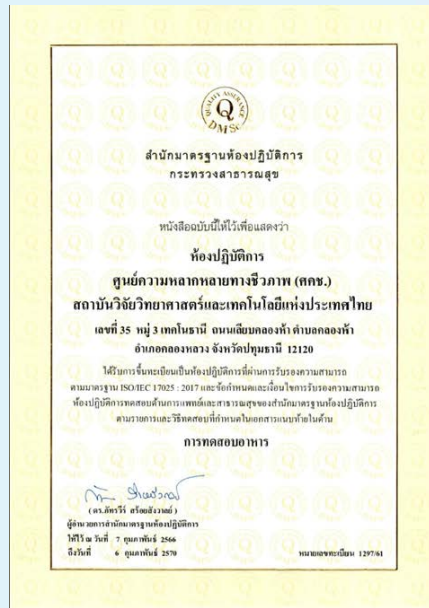 QUALITY ASSURANCE
Q
DMSc
สำนักมาตรฐานห้องปฏิบัติการ
กระทรวงสาธารณสุข
หนังสือฉบับนี้ให้ไว้เพื่อแสดงว่า
ห้องปฏิบัติการ
ศูนย์ความหลากหลายทางชีวภาพ (ศคช.)
สถาบันวิจัยวิทยาศาสตร์และเทคโนโลยีแห่งประเทศไทย
เลขที่ 35 หมู่ 3 เทคโนธานี ถนนเลียบคลองห้า ตำบลคลองห้า
อำเภอคลองหลวง จังหวัดปทุมธานี 12120
ได้รับการขึ้นทะเบียนเป็นห้องปฏิบัติการที่ผ่านการรับรองความสามารถ
ตามมาตรฐาน ISO/IEC 17025 : 2017 และข้อกำหนดและเงื่อนไขการรับรองความสามารถ
ห้องปฏิบัติการทดสอบด้านการแพทย์และสาธารณสุขของสำนักมาตรฐานห้องปฏิบัติการ
ตามรายการและวิธีทดสอบที่กำหนดในเอกสารแนบท้ายในด้าน
การทดสอบอาหาร
( ดร.ภัทรวีร์ สร้อยสังวาลย์ )
ผู้อำนวยการสำนักมาตรฐานห้องปฏิบัติการ
ให้ไว้ ณ วันที่ 7 กุมภาพันธ์ 2566
ถึงวันที่ 6 กุมภาพันธ์ 2570
หมายเลขทะเบียน 1297/61